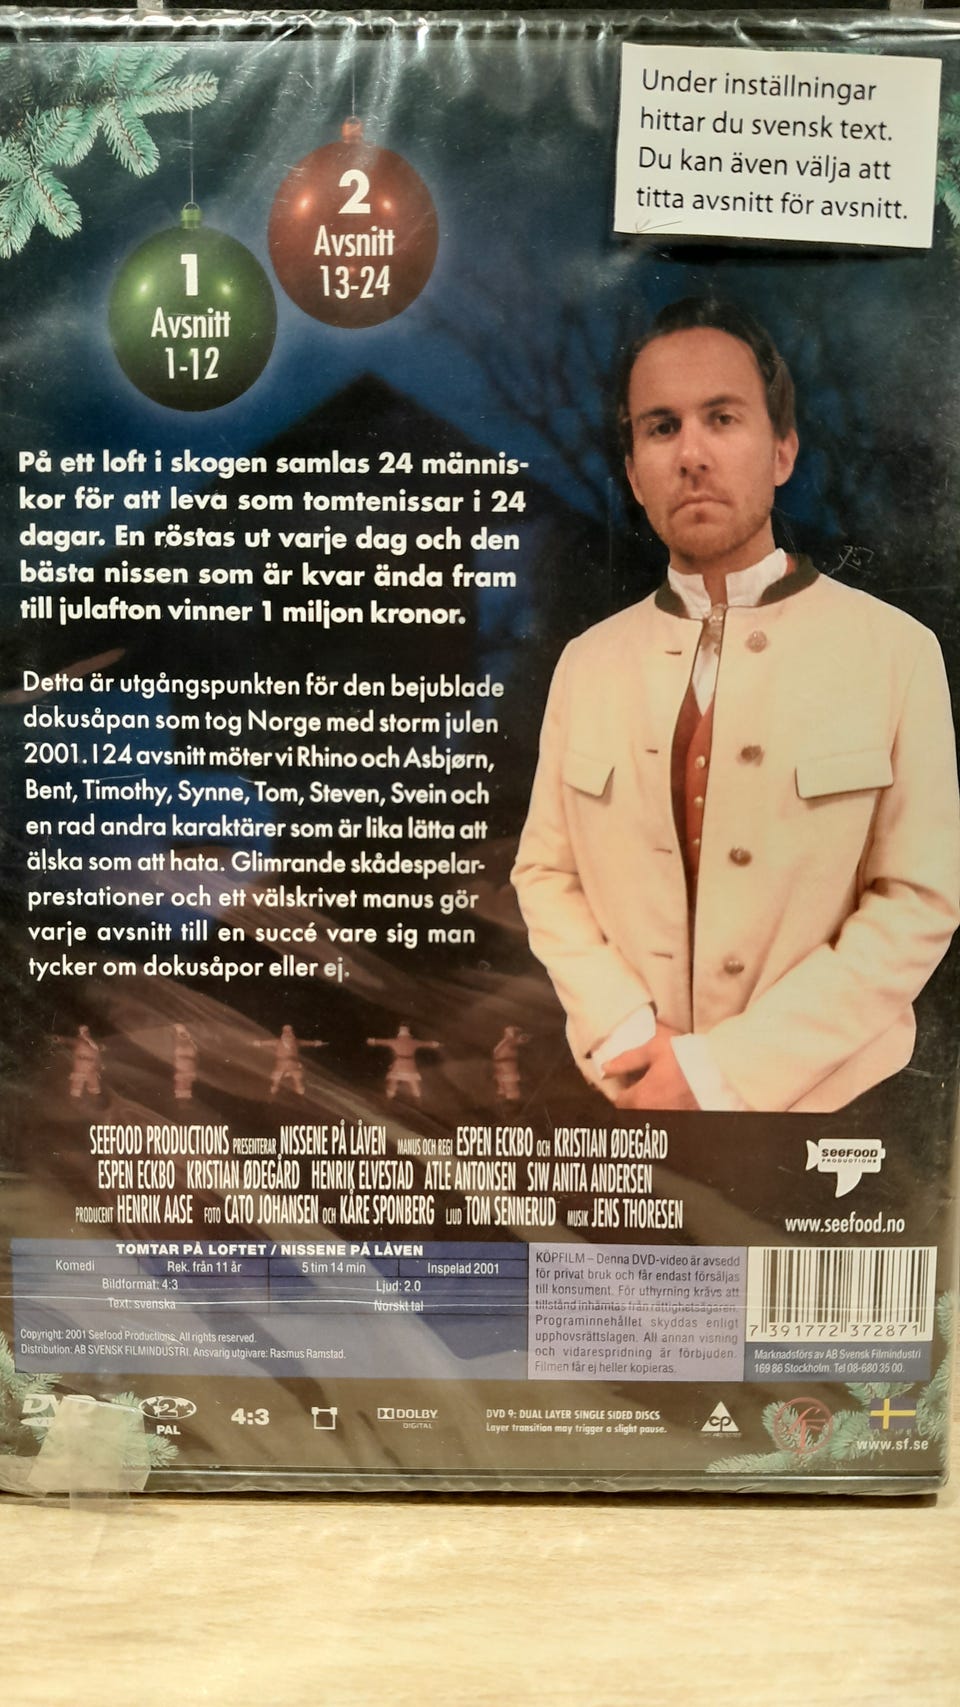 Under inställningar
hittar du svensk text.
Du kan även välja att
titta avsnitt för avsnitt.
2
Avsnitt
13-24
1
Avsnitt
1-12
På ett loft i skogen samlas 24 männis-
kor för att leva som tomtenissar i 24
dagar. En röstas ut varje dag och den
bästa nissen som är kvar ända fram
till julafton vinner 1 miljon kronor.
Detta är utgångspunkten för den bejublade
dokusåpan som tog Norge med storm julen
2001. I 24 avsnitt möter vi Rhino och Asbjørn,
Bent, Timothy, Synne, Tom, Steven, Svein och
en rad andra karaktärer som är lika lätta att
älska som att hata. Glimrande skådespelar-
prestationer och ett välskrivet manus gör
varje avsnitt till en succé vare sig man
tycker om dokusåpor eller ej.
SEEFOOD PRODUCTIONS PRESENTERAR NISSENE PÅ LÅVEN MANUS OCH REGI ESPEN ECKBO OCH KRISTIAN ØDEGÅRD
ESPEN ECKBO KRISTIAN ØDEGÅRD HENRIK ELVESTAD ATLE ANTONSEN SIW ANITA ANDERSEN
PRODUCENT HENRIK AASE FOTO CATO JOHANSEN OCH KÅRE SPONBERG LJUD TOM SENNERUD MUSIK JENS THORESEN
SEEFOOD
PRODUCTIONS
www.seefood.no
TOMTAR PÅ LOFTET / NISSENE PÅ LÅVEN
Komedi Rek. från 11 år 5 tim 14 min Inspelad 2001
Bildformat: 4:3 Ljud: 2.0
Text: svenska Norskt tal
Copyright: 2001 Seefood Productions. All rights reserved.
Distribution: AB SVENSK FILMINDUSTRI. Ansvarig utgivare: Rasmus Ramstad.
KÖPFILM – Denna DVD-video är avsedd
för privat bruk och får endast försäljas
till konsument. För uthyrning krävs att
tillstånd inhämtas från rättighetsägaren.
Programinnehållet skyddas enligt
upphovsrättslagen. All annan visning
och vidarespridning är förbjuden.
Filmen får ej heller kopieras.
7 391772 372871
Marknadsförs av AB Svensk Filmindustri
169 86 Stockholm. Tel 08-680 35 00.
DVD
2
PAL
4:3
DOLBY
DIGITAL
DVD 9: DUAL LAYER SINGLE SIDED DISCS
Layer transition may trigger a slight pause.
CP
SF
www.sf.se